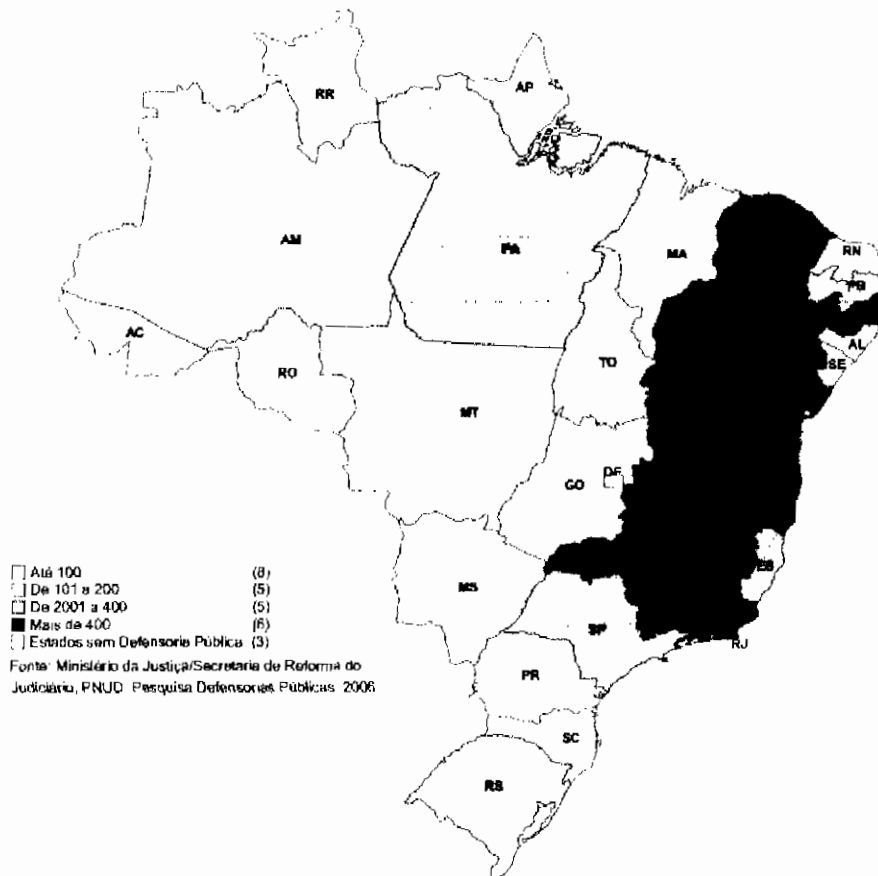 RR
AP
AM
PA
MA
RN
PB
AC
AL
SE
RO
TO
MT
DF
GO
ES
MS
SP
RJ
PR
SC
RS
Até 100 (8)
De 101 a 200 (5)
De 2001 a 400 (5)
Mais de 400 (6)
Estados sem Defensoria Pública (3)
Fonte: Ministério da Justiça/Secretaria de Reforma do
Judiciário, PNUD Pesquisa Defensorias Públicas 2006